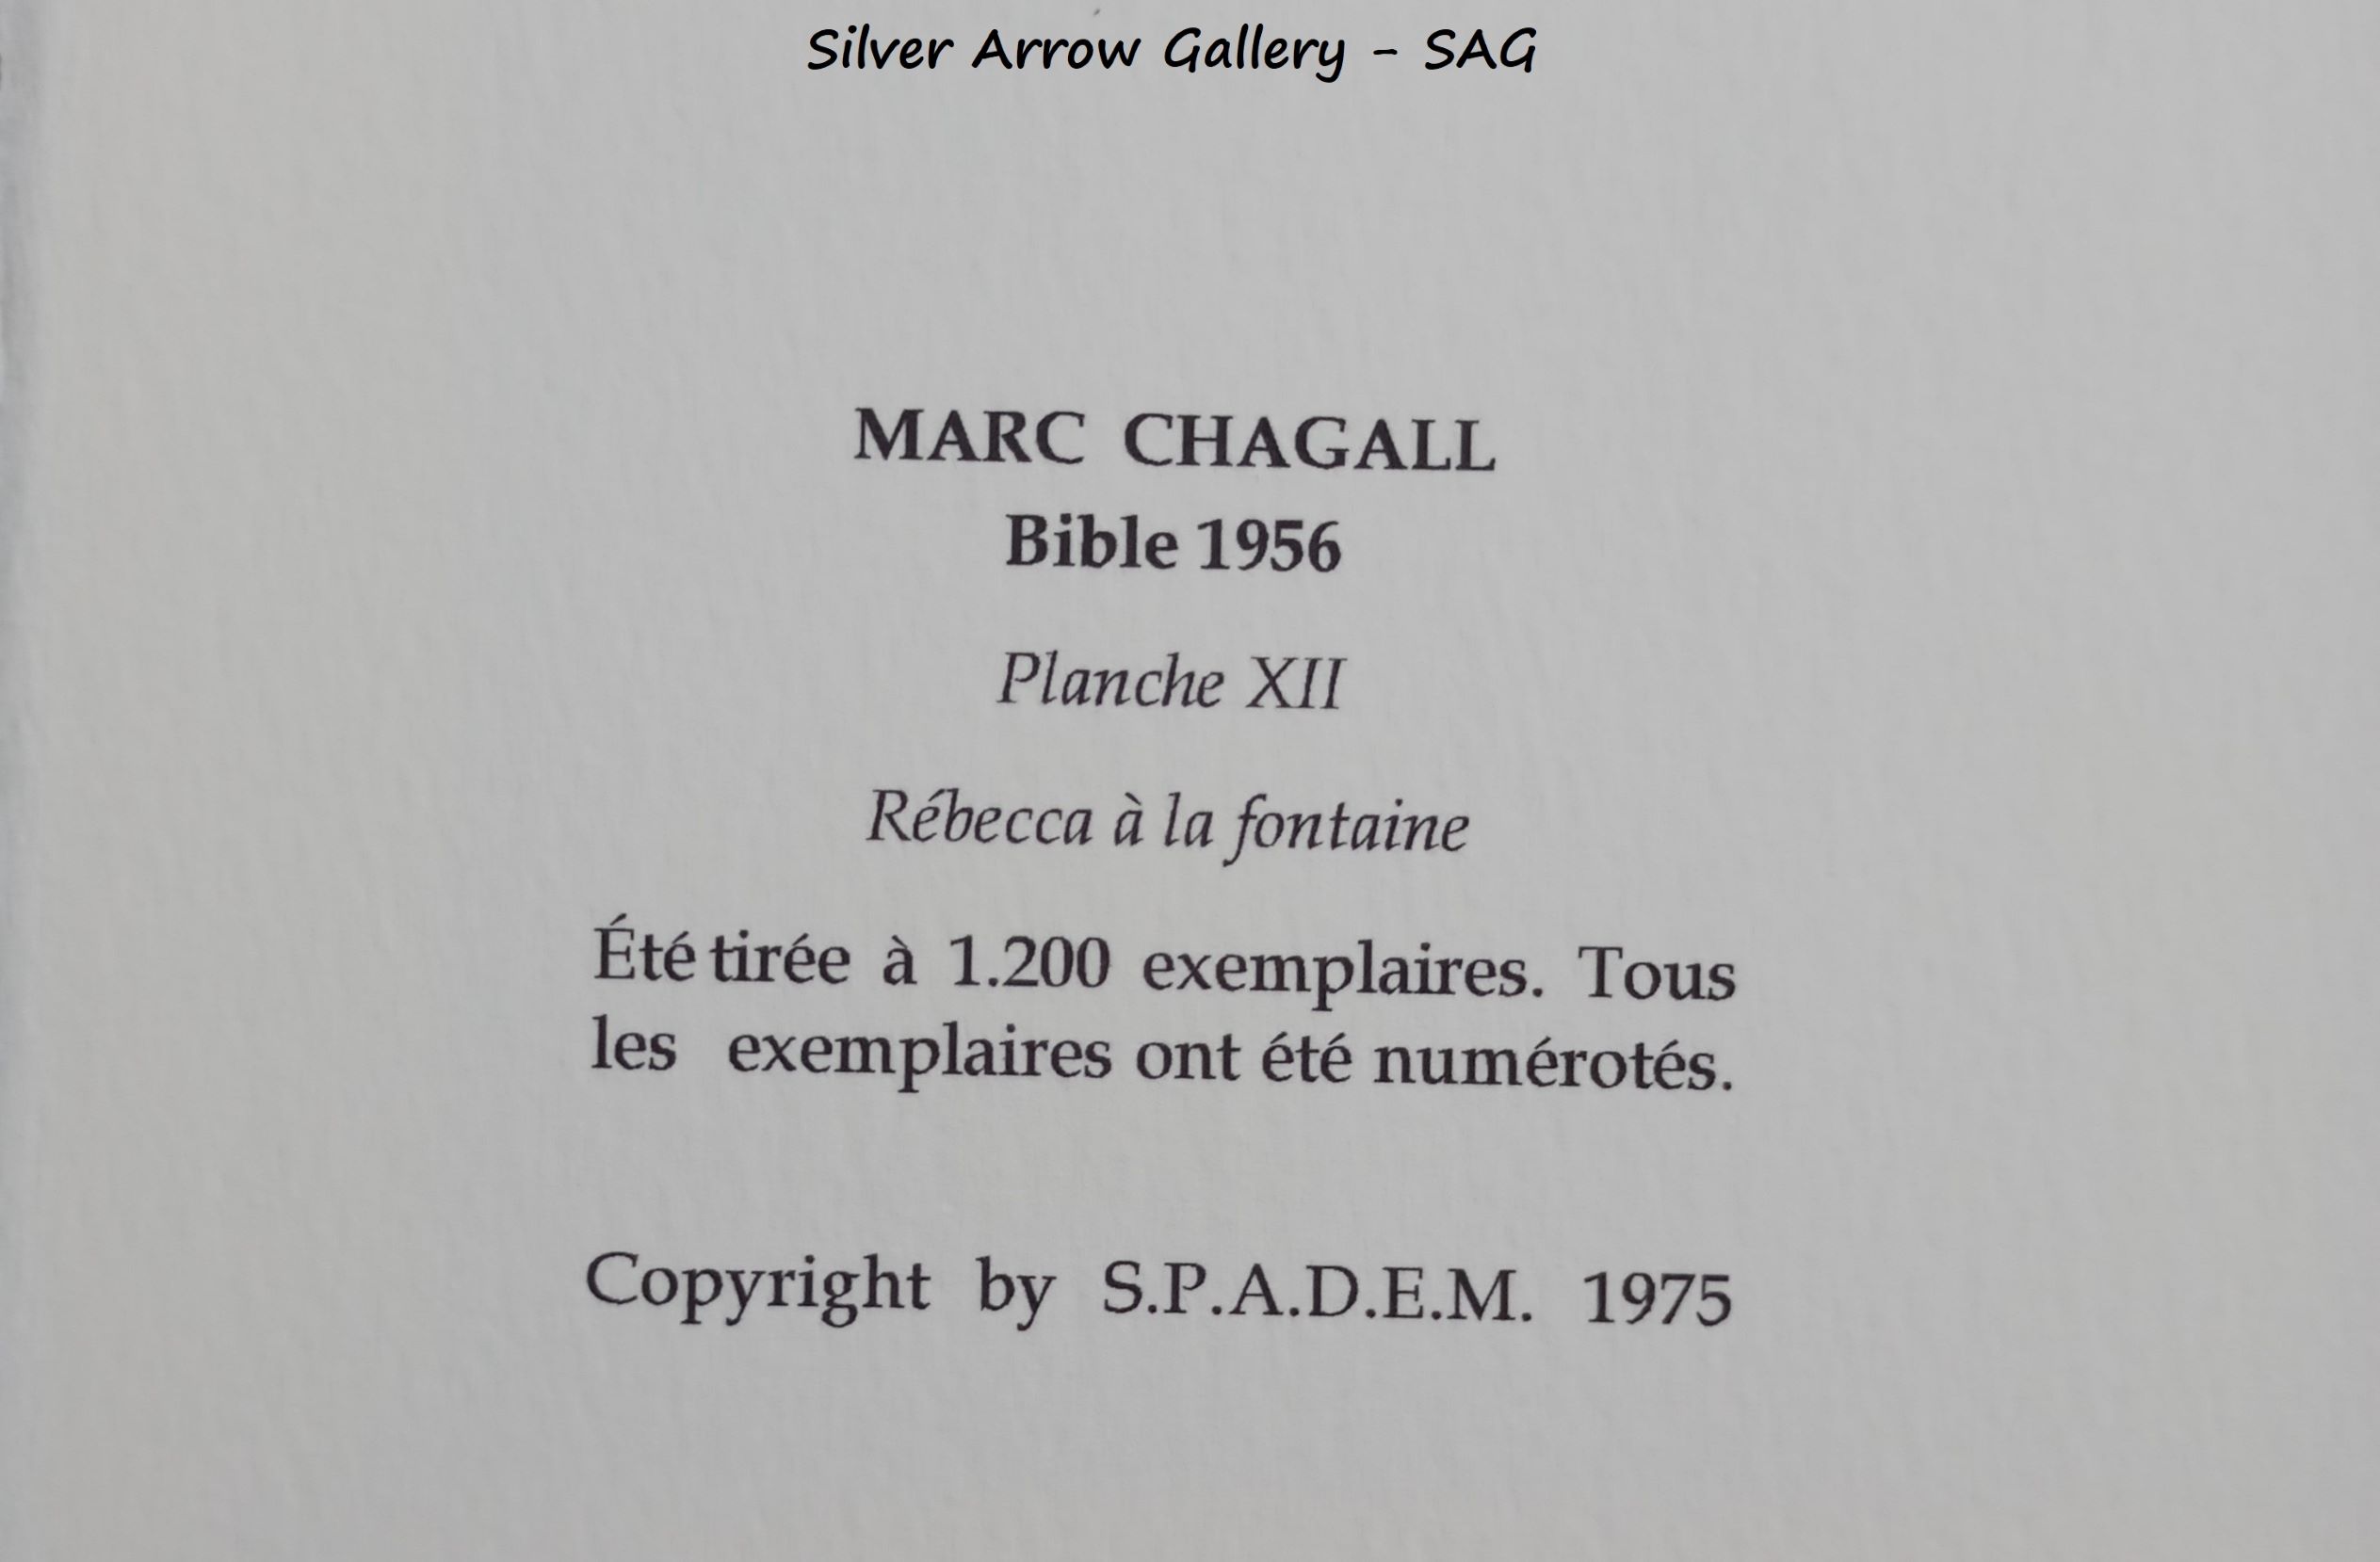 Silver Arrow Gallery - SAG
MARC CHAGALL
Bible 1956
Planche XII
Rébecca à la fontaine
Été tirée à 1.200 exemplaires. Tous
les exemplaires ont été numérotés.
Copyright by S.P.A.D.E.M. 1975